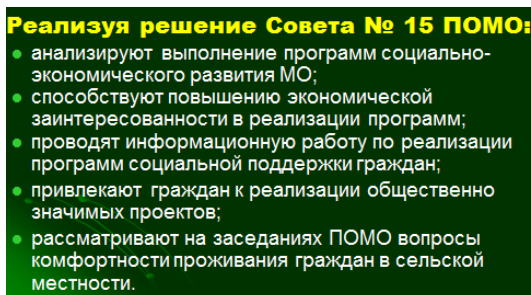 Реализуя решение Совета № 15 ПОМО:
• анализируют выполнение программ социально-
экономического развития МО;
• способствуют повышению экономической
заинтересованности в реализации программ;
• проводят информационную работу по реализации
программ социальной поддержки граждан;
• привлекают граждан к реализации общественно
значимых проектов;
• рассматривают на заседаниях ПОМО вопросы
комфортности проживания граждан в сельской
местности.